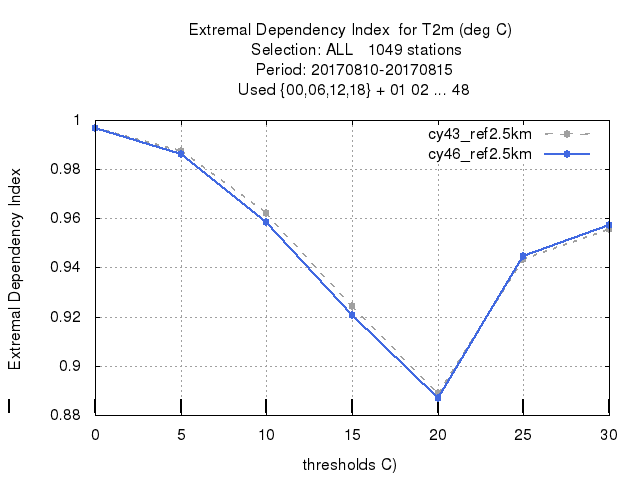 Extremal Dependency Index  for T2m (deg C)
Selection: ALL   1049 stations
Period: 20170810-20170815
Used {00,06,12,18} + 01 02 ... 48
cy43_ref2.5km
cy46_ref2.5km
Extremal Dependency Index
1
0.98
0.96
0.94
0.92
0.9
0.88
0 5 10 15 20 25 30
thresholds C)